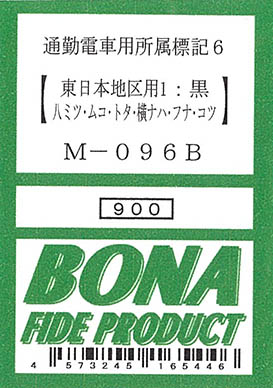 通勤電車用所属標記6
【東日本地区用1：黒
八ミツ・ムコ・トタ・横ナハ・フナ・コツ】
M－096B
900
BONA
FIDE PRODUCT
4 573245 165446